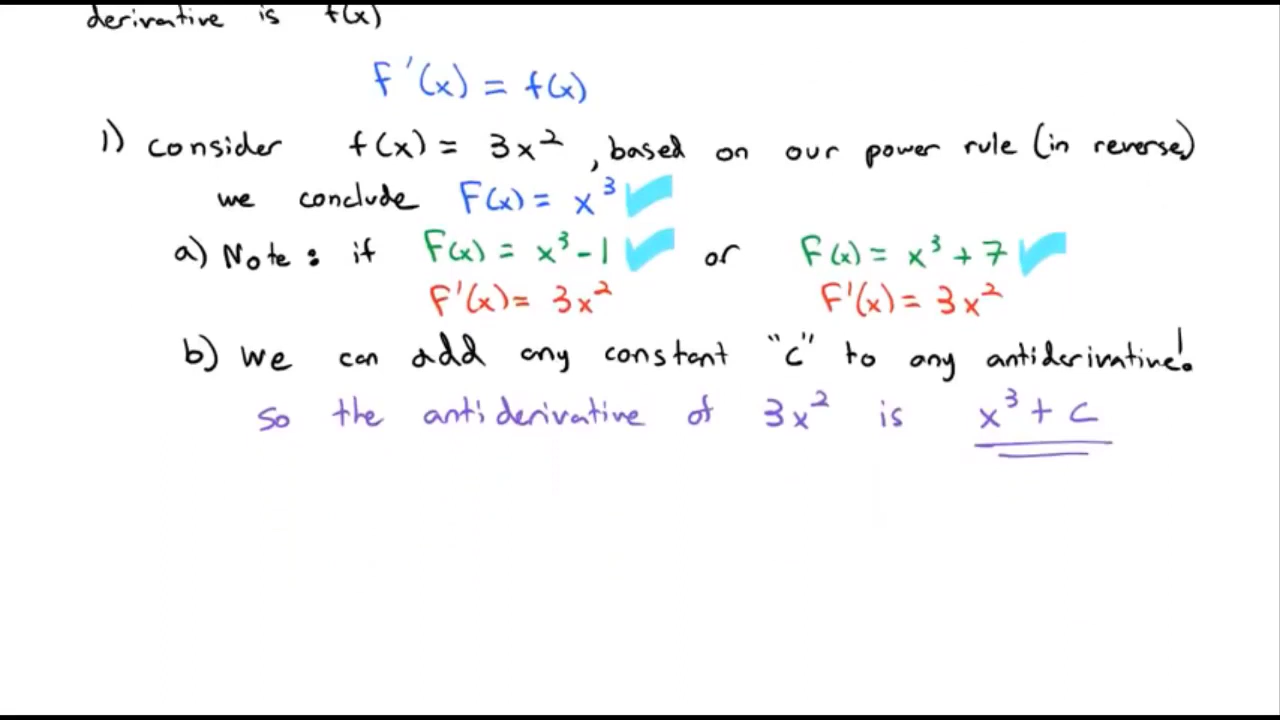 derivative is f(x)
F'(x) = f(x)
1) consider f(x) = 3x², based on our power rule (in reverse)
we conclude F(x) = x³
a) Note: if F(x) = x³ - 1 or F(x) = x³ + 7
F'(x) = 3x² F'(x) = 3x²
b) we can add any constant "c" to any antiderivative!
so the antiderivative of 3x² is x³ + c